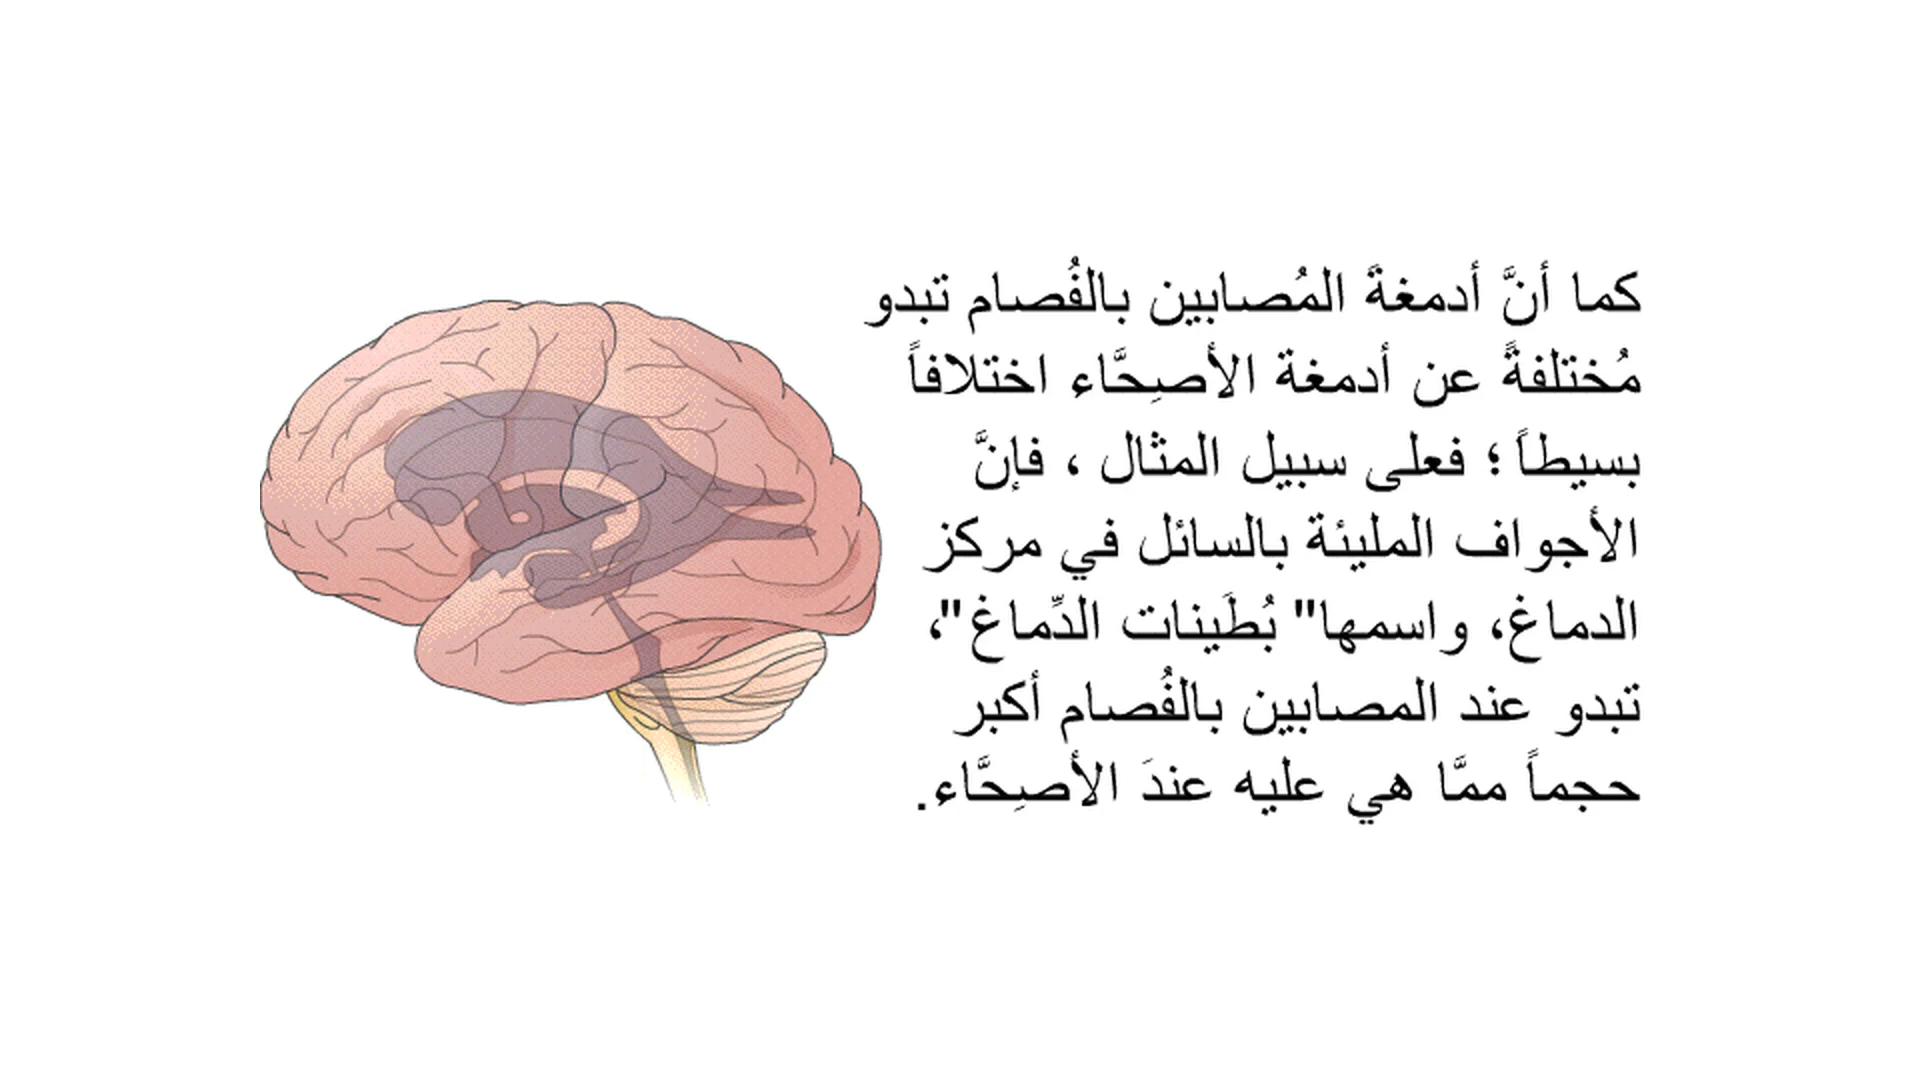 كما أنَّ أدمغةَ المُصابين بالفُصام تبدو
مُختلفةً عن أدمغة الأصِحَّاء اختلافاً
بسيطاً ؛ فعلى سبيل المثال ، فإنَّ
الأجواف المليئة بالسائل في مركز
الدماغ، واسمها" بُطَينات الدِّماغ"،
تبدو عند المصابين بالفُصام أكبر
حجماً ممَّا هي عليه عندَ الأصِحَّاء.